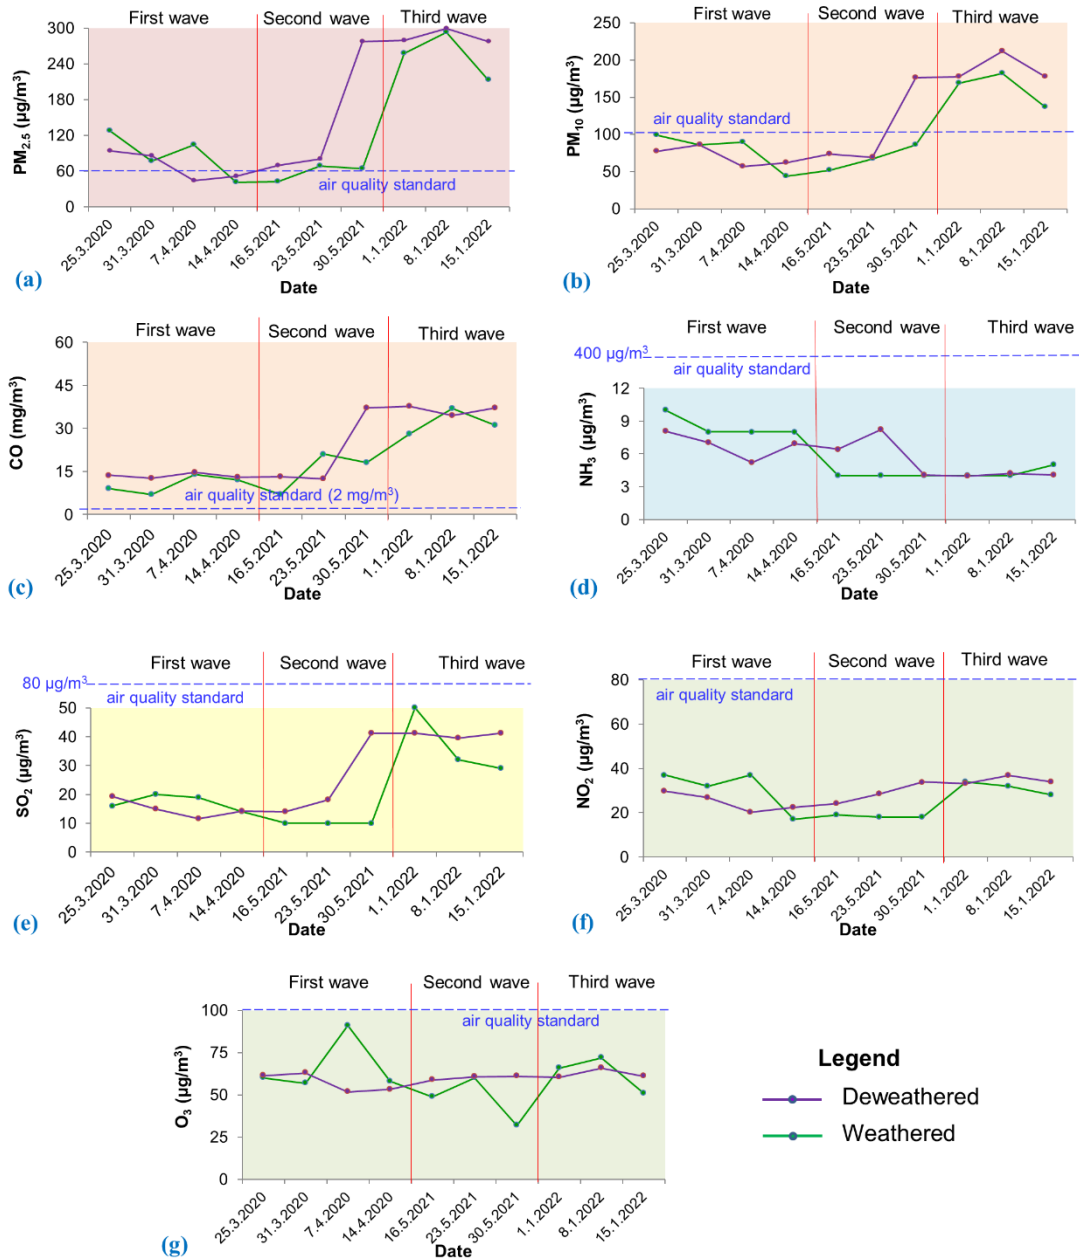 (a)
First wave
Second wave
Third wave
PM2.5 (µg/m³)
300
240
180
120
60
0
air quality standard
25.3.2020
31.3.2020
7.4.2020
14.4.2020
16.5.2021
23.5.2021
30.5.2021
1.1.2022
8.1.2022
15.1.2022
Date
(b)
First wave
Second wave
Third wave
PM10 (µg/m³)
250
200
150
100
50
0
air quality standard
25.3.2020
31.3.2020
7.4.2020
14.4.2020
16.5.2021
23.5.2021
30.5.2021
1.1.2022
8.1.2022
15.1.2022
Date
(c)
First wave
Second wave
Third wave
CO (mg/m³)
60
45
30
15
0
air quality standard (2 mg/m³)
25.3.2020
31.3.2020
7.4.2020
14.4.2020
16.5.2021
23.5.2021
30.5.2021
1.1.2022
8.1.2022
15.1.2022
Date
(d)
First wave
Second wave
Third wave
400 µg/m³
air quality standard
NH3 (µg/m³)
12
9
6
3
0
25.3.2020
31.3.2020
7.4.2020
14.4.2020
16.5.2021
23.5.2021
30.5.2021
1.1.2022
8.1.2022
15.1.2022
Date
(e)
First wave
Second wave
Third wave
80 µg/m³
air quality standard
SO2 (µg/m³)
50
40
30
20
10
0
25.3.2020
31.3.2020
7.4.2020
14.4.2020
16.5.2021
23.5.2021
30.5.2021
1.1.2022
8.1.2022
15.1.2022
Date
(f)
First wave
Second wave
Third wave
NO2 (µg/m³)
80
60
40
20
0
air quality standard
25.3.2020
31.3.2020
7.4.2020
14.4.2020
16.5.2021
23.5.2021
30.5.2021
1.1.2022
8.1.2022
15.1.2022
Date
(g)
First wave
Second wave
Third wave
O3 (µg/m³)
100
75
50
25
0
air quality standard
25.3.2020
31.3.2020
7.4.2020
14.4.2020
16.5.2021
23.5.2021
30.5.2021
1.1.2022
8.1.2022
15.1.2022
Date
Legend
Deweathered
Weathered